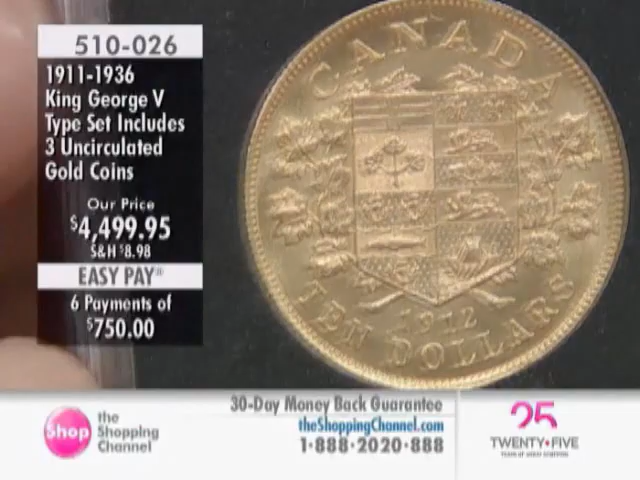 510-026
1911-1936
King George V
Type Set Includes
3 Uncirculated
Gold Coins
Our Price
$4,499.95
S&H $8.98
EASY PAY®
6 Payments of
$750.00
CANADA
1912
TEN DOLLARS
Shop
the
Shopping
Channel
30-Day Money Back Guarantee
theShoppingChannel.com
1·888·2020·888
25
TWENTY•FIVE